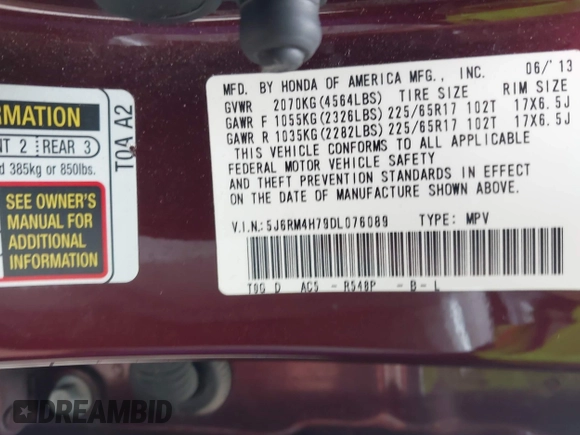 RMATION
NT 2 REAR 3
d 385kg or 850lbs.
SEE OWNER'S
MANUAL FOR
ADDITIONAL
INFORMATION
T0A A2
MFD. BY HONDA OF AMERICA MFG., INC. 06/'13
GVWR 2070KG(4564LBS) TIRE SIZE RIM SIZE
GAWR F 1055KG(2326LBS) 225/65R17 102T 17X6.5J
GAWR R 1035KG(2282LBS) 225/65R17 102T 17X6.5J
THIS VEHICLE CONFORMS TO ALL APPLICABLE
FEDERAL MOTOR VEHICLE SAFETY
AND THEFT PREVENTION STANDARDS IN EFFECT
ON THE DATE OF MANUFACTURE SHOWN ABOVE.
V.I.N.: 5J6RM4H79DL076089 TYPE: MPV
T0G D AC5 - R548P - B - L
DREAMBID